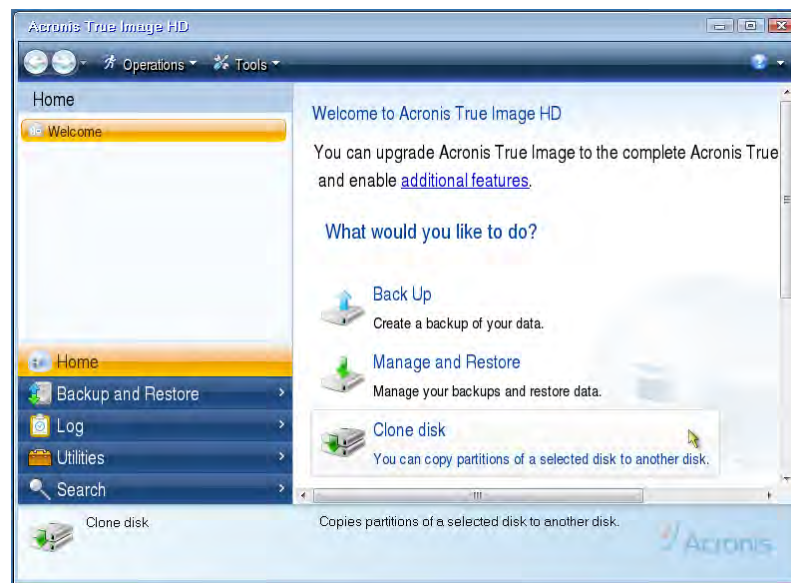 Acronis True Image HD
Operations
Tools
Home
Welcome
Welcome to Acronis True Image HD
You can upgrade Acronis True Image to the complete Acronis True
and enable additional features.
What would you like to do?
Back Up
Create a backup of your data.
Manage and Restore
Manage your backups and restore data.
Clone disk
You can copy partitions of a selected disk to another disk.
Home
Backup and Restore
Log
Utilities
Search
Clone disk
Copies partitions of a selected disk to another disk.
Acronis